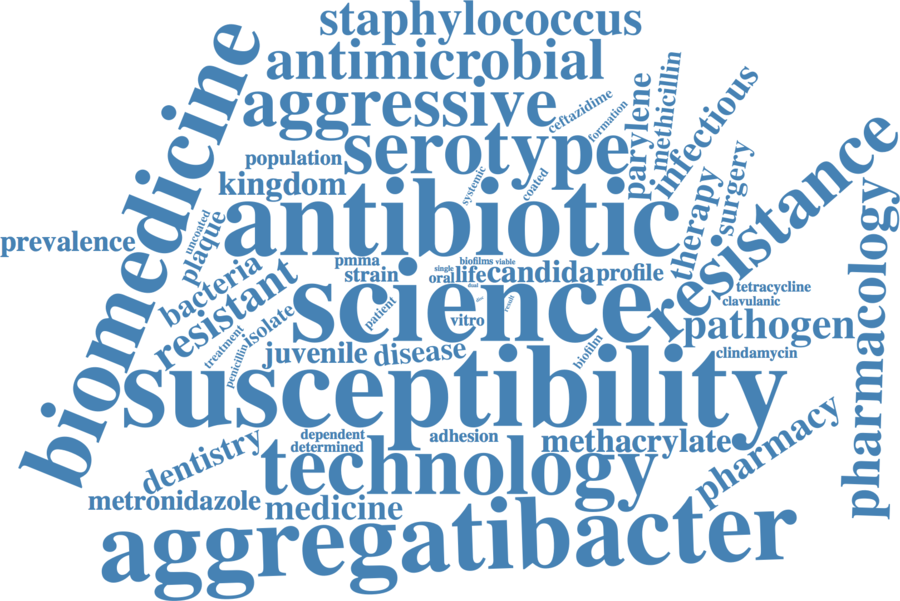 staphylococcus
antimicrobial
aggressive
ceftazidime
formation
parylene
methicillin
infectious
biomedicine
serotype
population
kingdom
systemic
coated
therapy
surgery
resistance
antibiotic
uncoated
plaque
prevalence
pharmacology
bacteria
pmma
strain
single
oral
life
biofilms
viable
candida
profile
dual
resistant
science
tetracycline
clavulanic
patient
vitro
result
isolate
treatment
penicillin
pathogen
juvenile
disease
biofilm
clindamycin
susceptibility
dependent
determined
adhesion
methacrylate
dentistry
technology
pharmacy
metronidazole
medicine
aggregatibacter